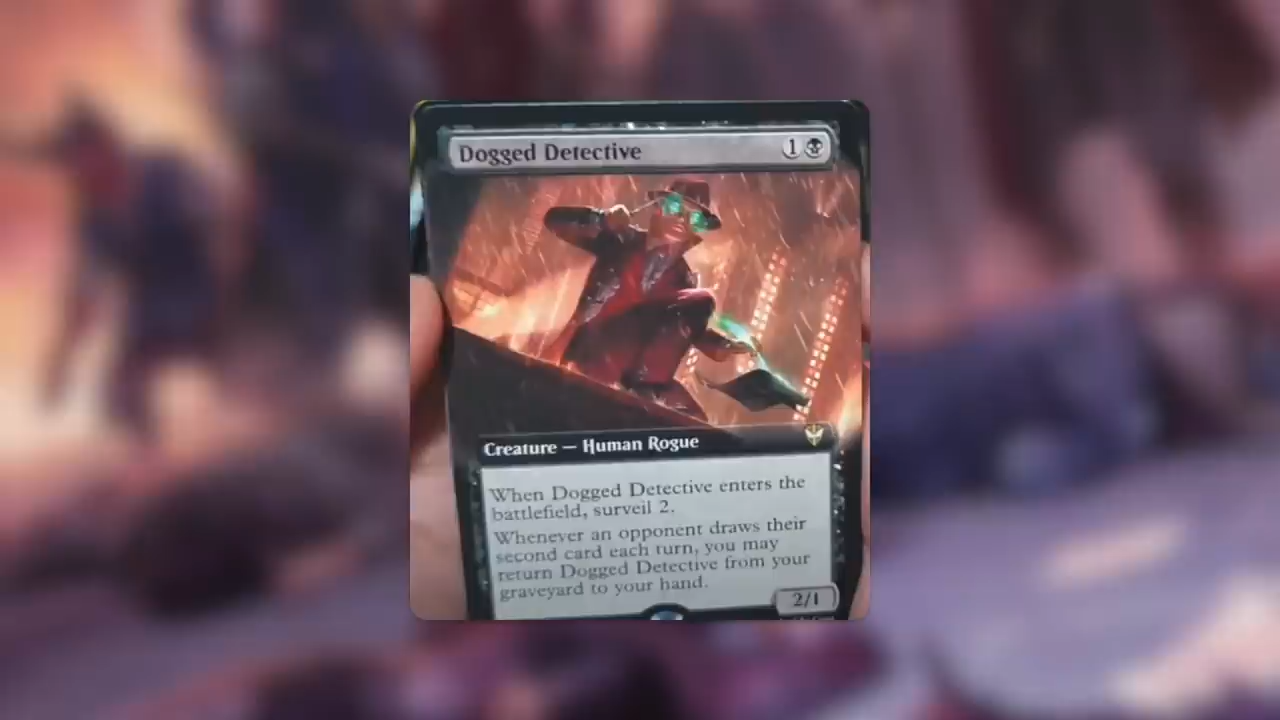 Dogged Detective 1
Creature — Human Rogue
When Dogged Detective enters the
battlefield, surveil 2.
Whenever an opponent draws their
second card each turn, you may
return Dogged Detective from your
graveyard to your hand.
2/1